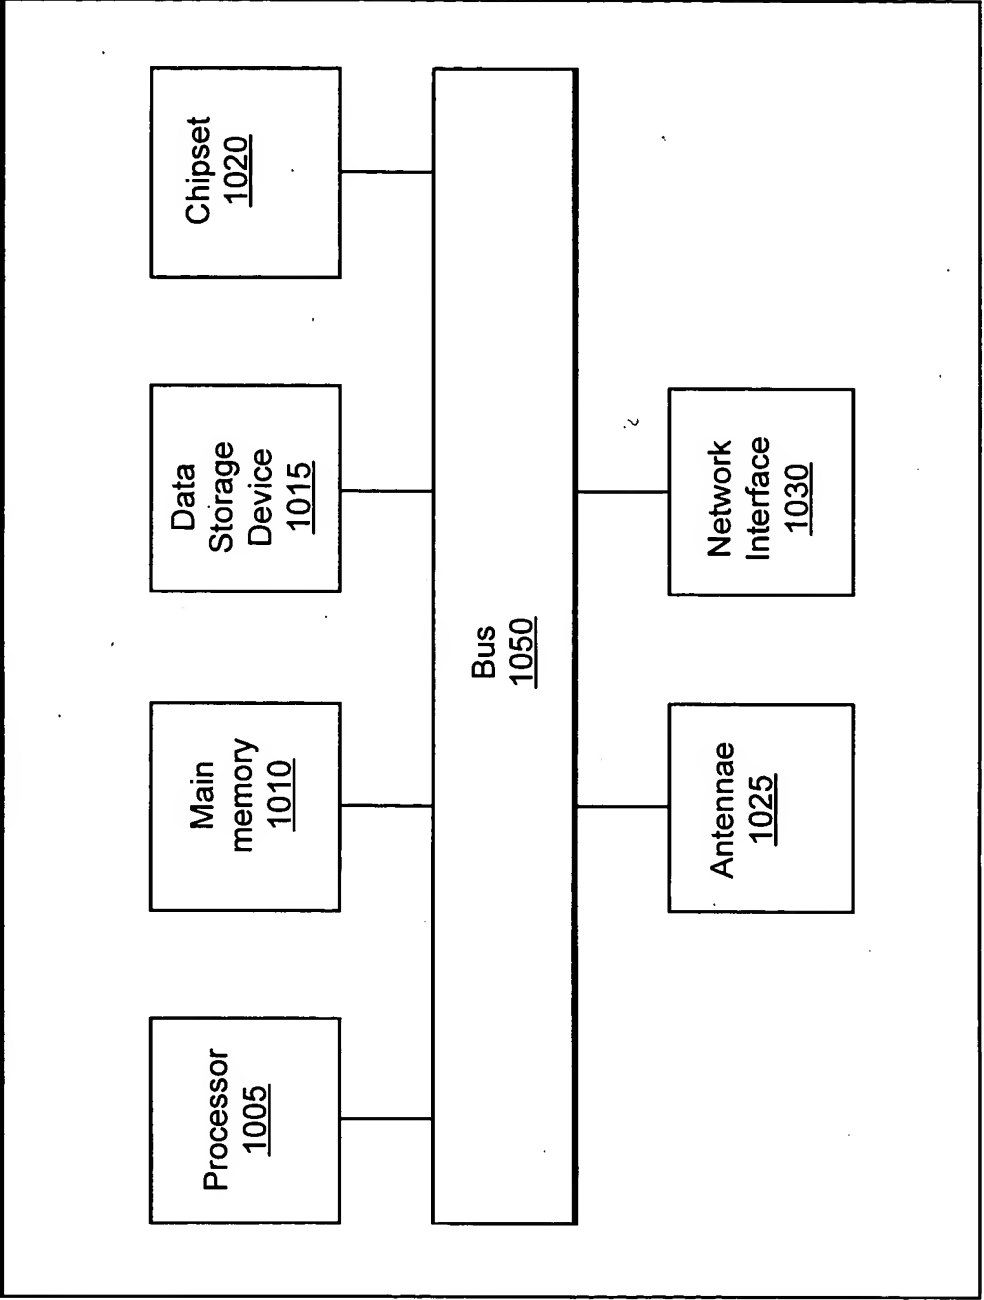 Processor
1005
Main
memory
1010
Data
Storage
Device
1015
Chipset
1020
Bus
1050
Antennae
1025
Network
Interface
1030